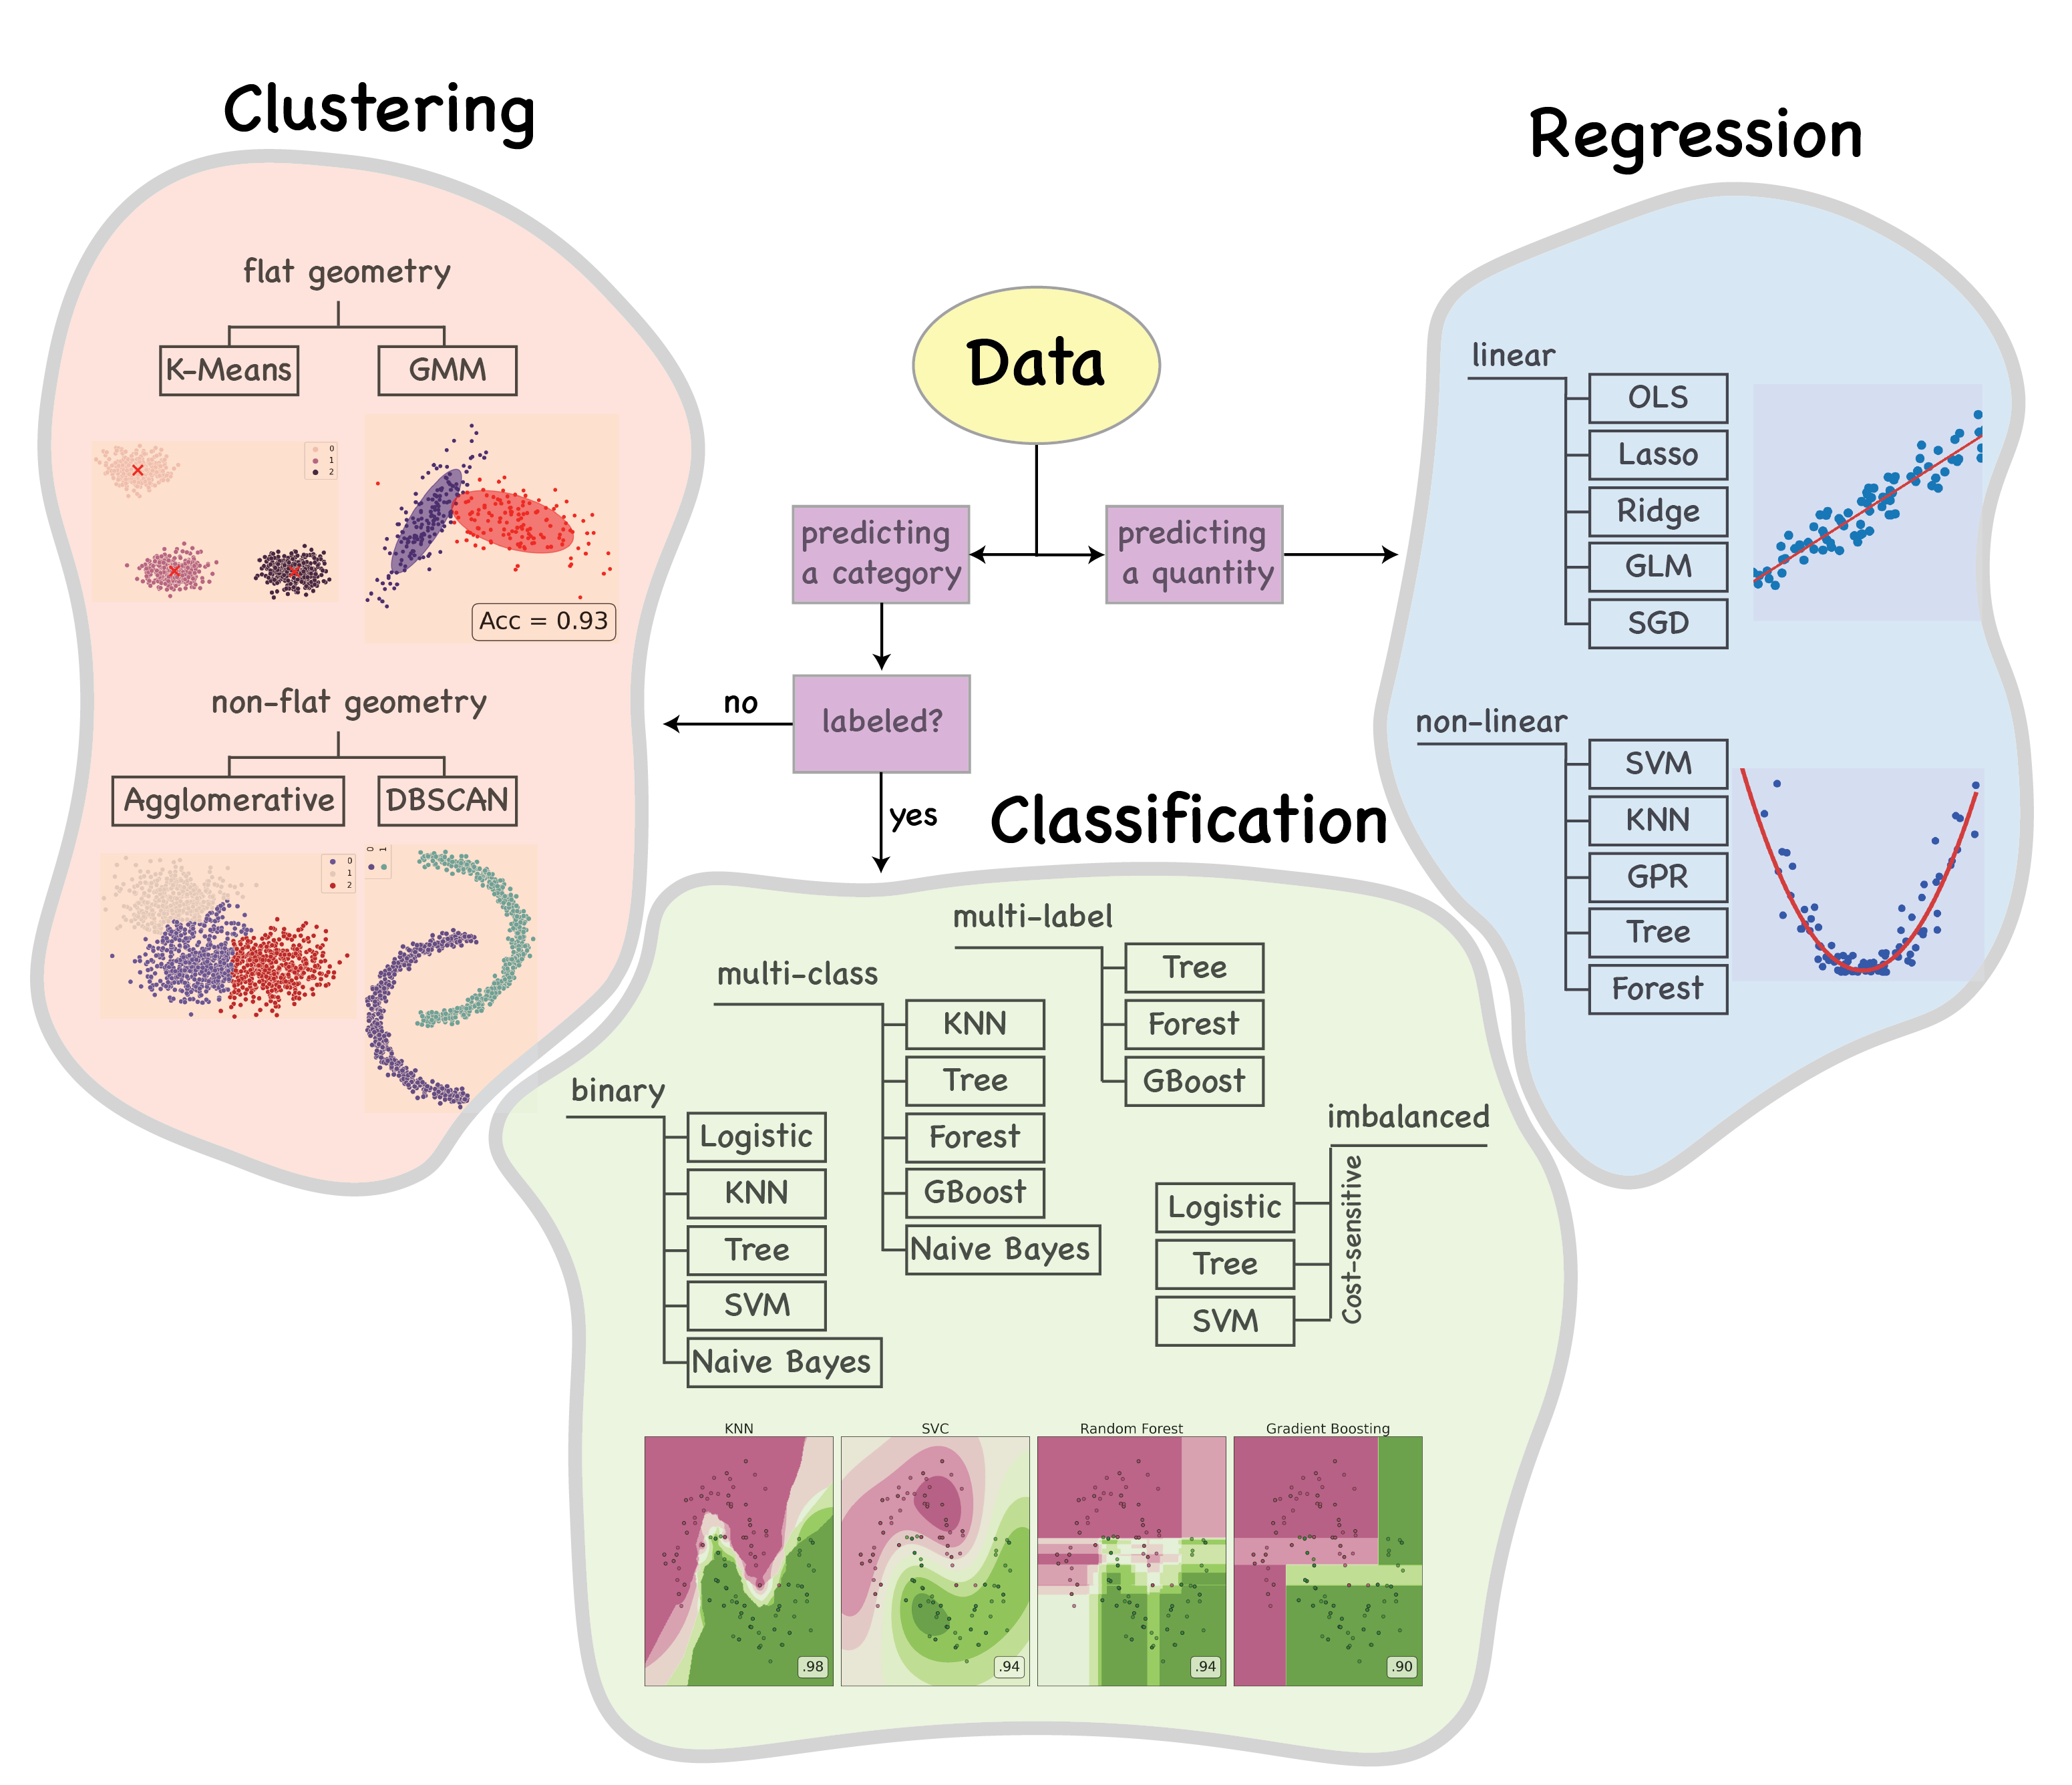 Clustering
Regression
Classification
Data
predicting
a category
predicting
a quantity
labeled?
no
yes
flat geometry
K-Means
GMM
0
1
2
Acc = 0.93
non-flat geometry
Agglomerative
DBSCAN
0
1
2
0
1
linear
OLS
Lasso
Ridge
GLM
SGD
non-linear
SVM
KNN
GPR
Tree
Forest
multi-label
Tree
Forest
GBoost
multi-class
KNN
Tree
Forest
GBoost
Naive Bayes
binary
Logistic
KNN
Tree
SVM
Naive Bayes
imbalanced
Cost-sensitive
Logistic
Tree
SVM
KNN
.98
SVC
.94
Random Forest
.94
Gradient Boosting
.90